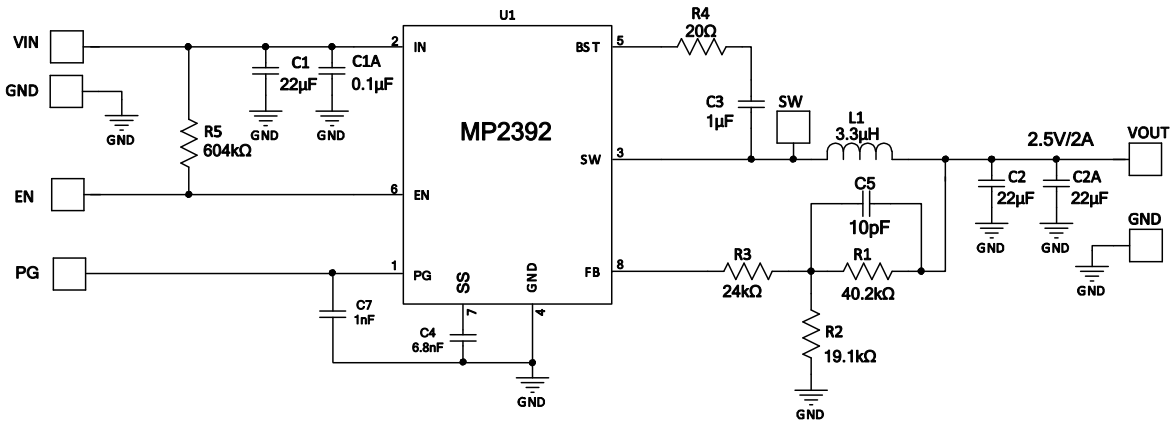 U1
VIN
GND
GND
C1
22µF
GND
C1A
0.1µF
GND
R5
604kΩ
EN
PG
C7
1nF
2
IN
6
EN
1
PG
MP2392
SS
7
C4
6.8nF
GND
4
GND
BST
5
SW
3
FB
8
R4
20Ω
C3
1µF
SW
L1
3.3µH
2.5V/2A
VOUT
C2
22µF
GND
C2A
22µF
GND
GND
GND
C5
10pF
R3
24kΩ
R1
40.2kΩ
R2
19.1kΩ
GND